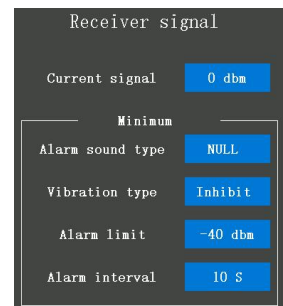 Receiver signal
Current signal 0 dbm
Minimum
Alarm sound type NULL
Vibration type Inhibit
Alarm limit -40 dbm
Alarm interval 10 S